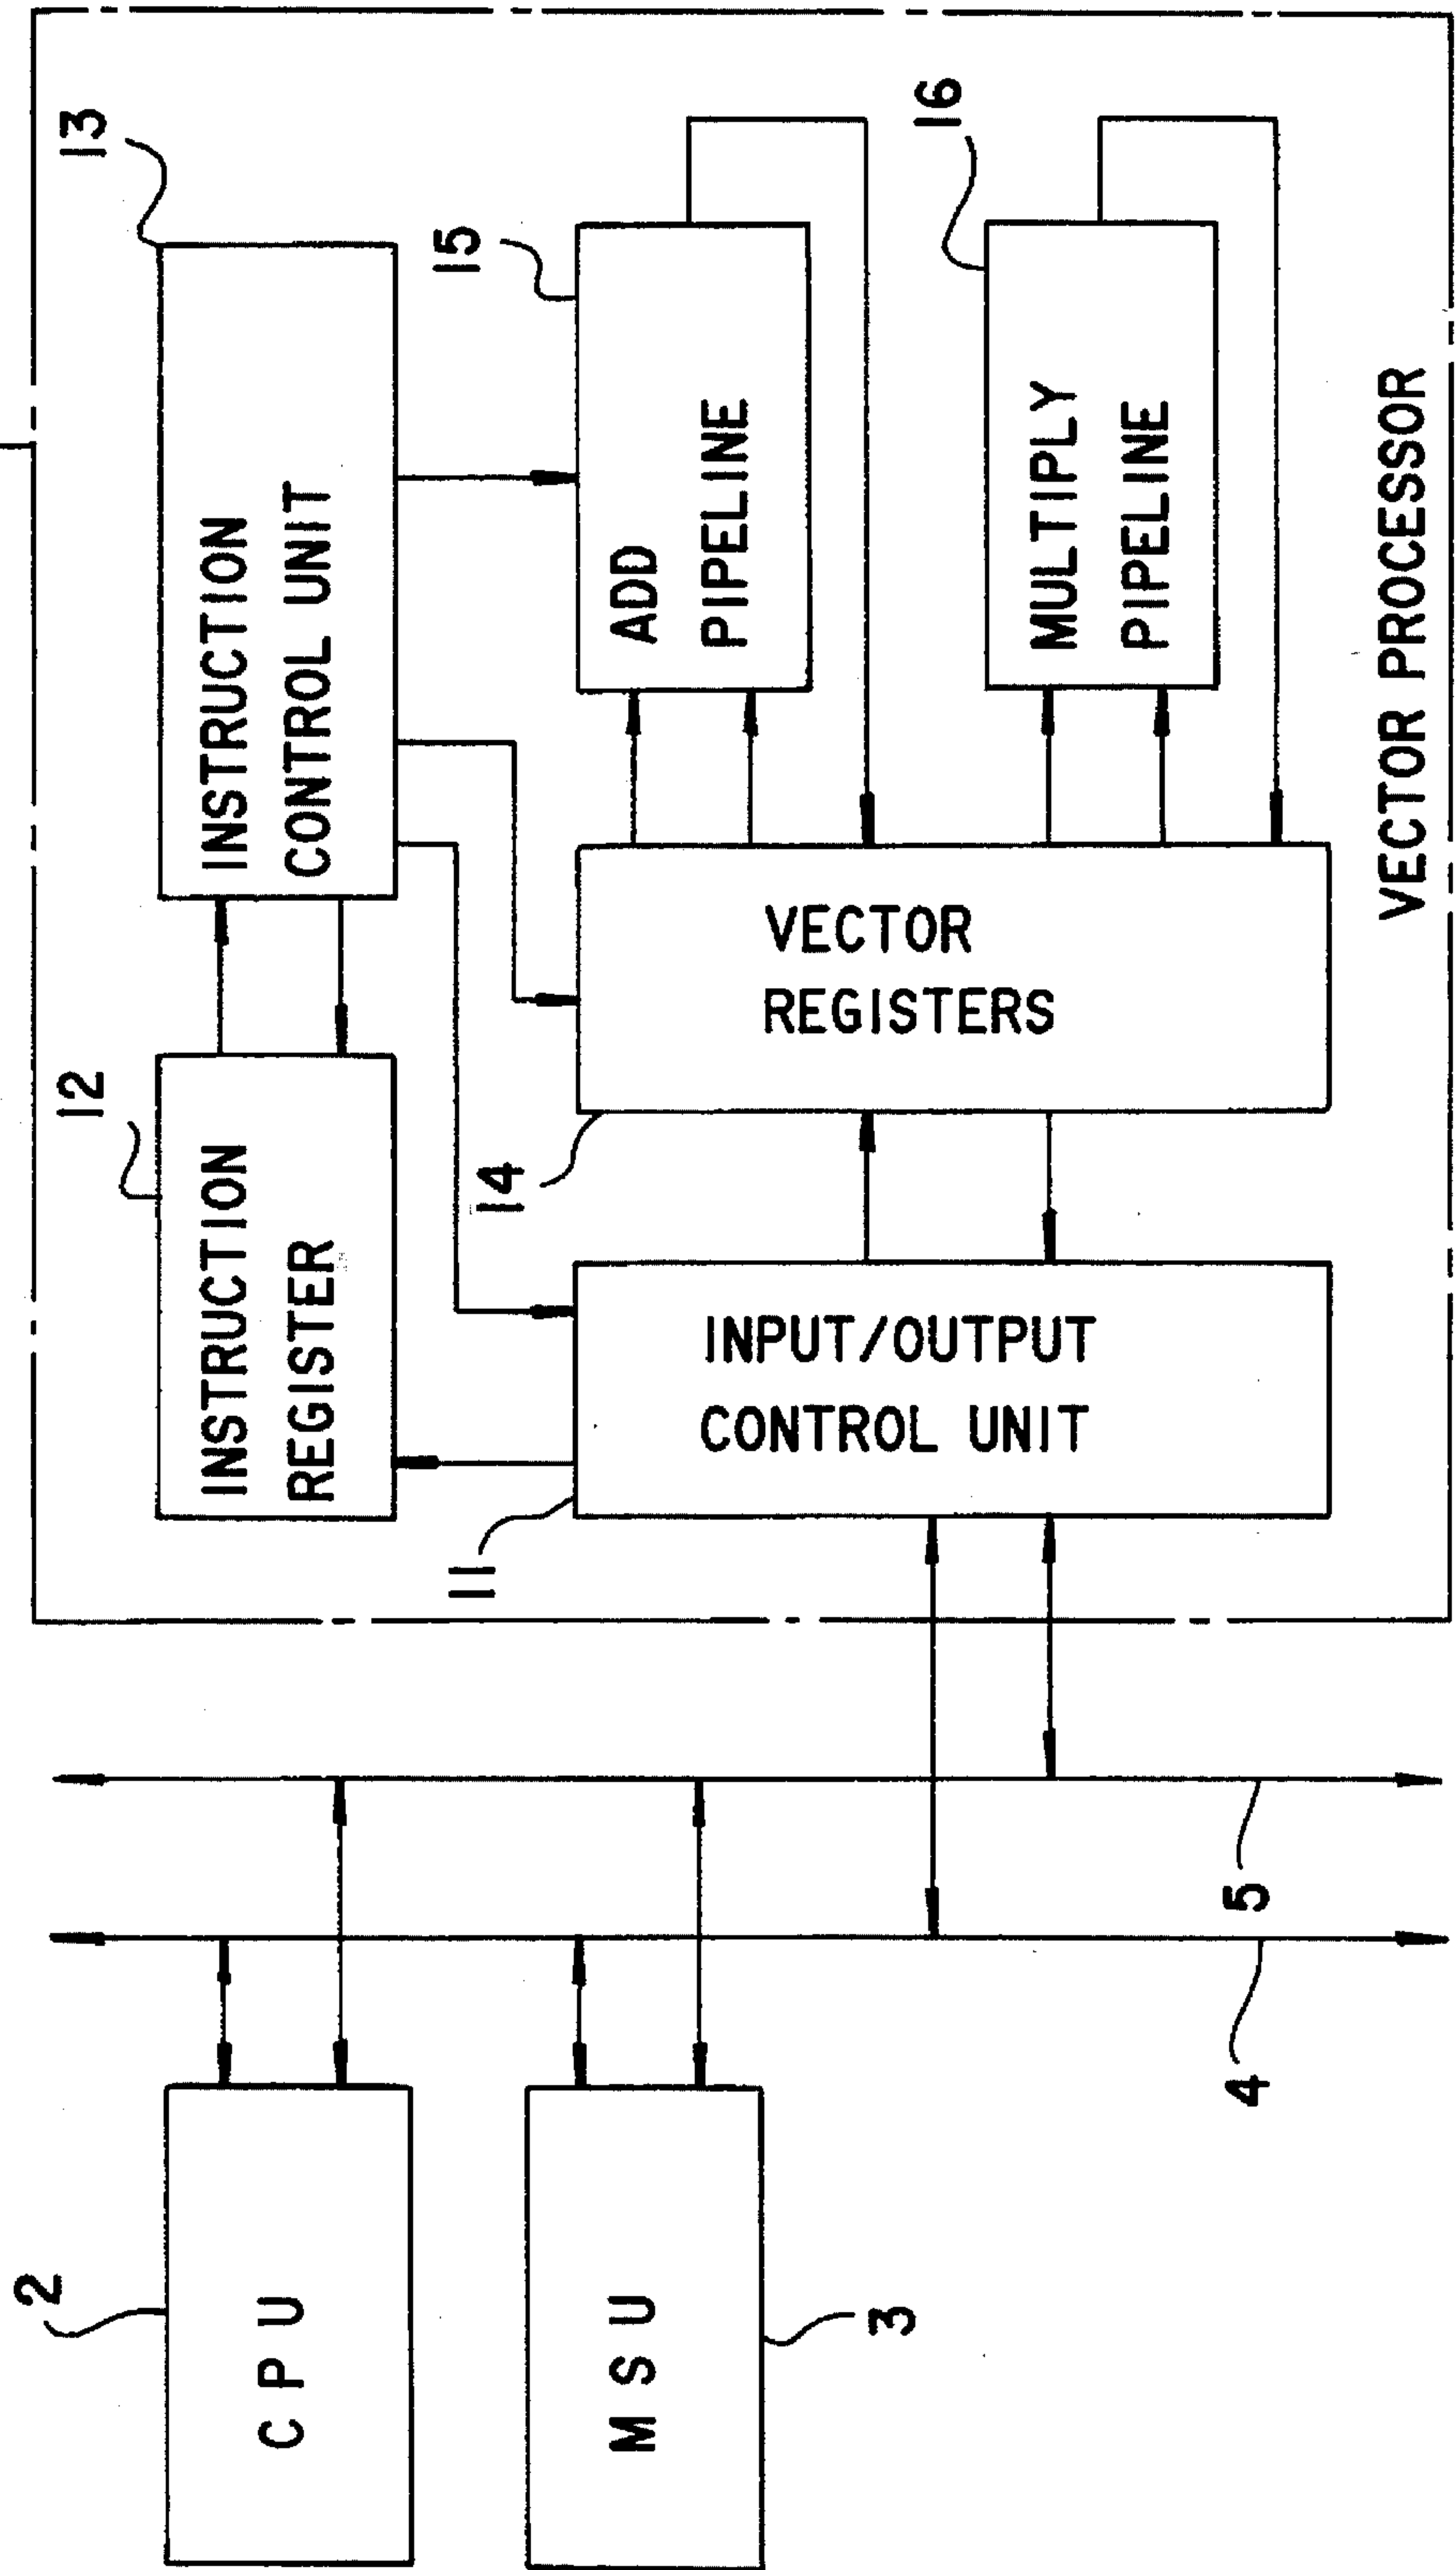 2
CPU
MSU
3
4
5
12
INSTRUCTION
REGISTER
13
INSTRUCTION
CONTROL UNIT
11
INPUT/OUTPUT
CONTROL UNIT
14
VECTOR
REGISTERS
15
ADD
PIPELINE
16
MULTIPLY
PIPELINE
VECTOR PROCESSOR